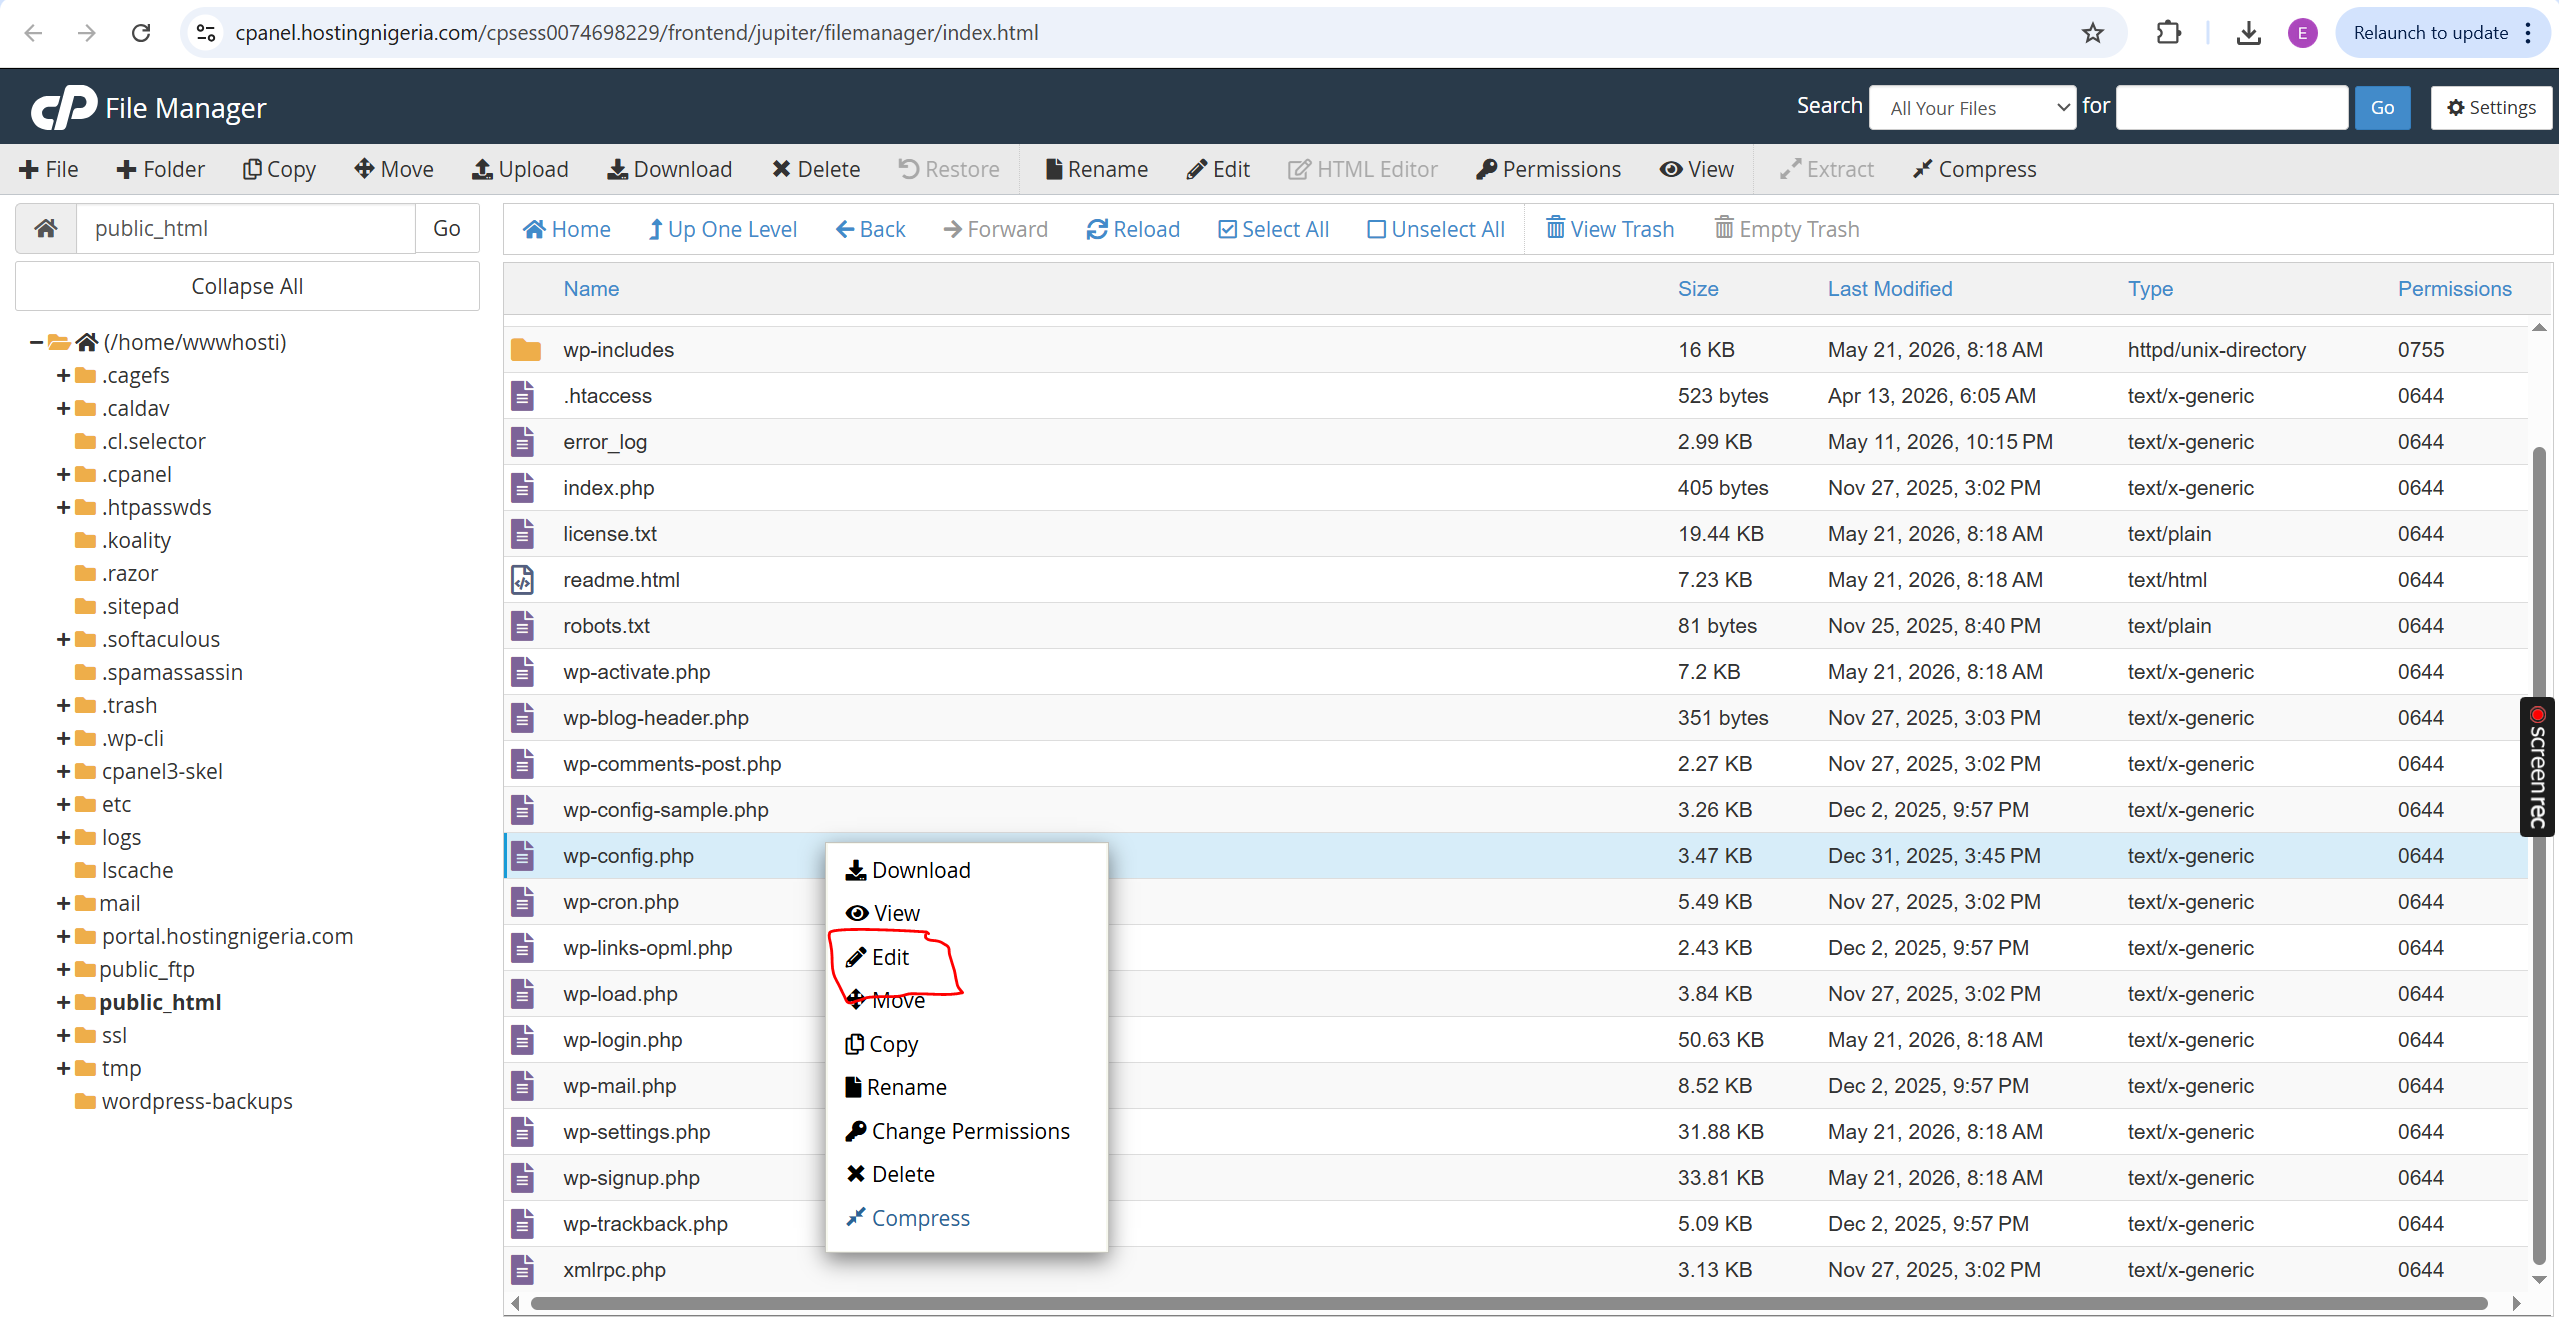 cpanel.hostingnigeria.com/cpsess0074698229/frontend/jupiter/filemanager/index.html E Relaunch to update
cP File Manager Search All Your Files for Go Settings
File Folder Copy Move Upload Download Delete Restore Rename Edit HTML Editor Permissions View Extract Compress
public_html Go
Collapse All
(/home/wwwhosti)
.cagefs
.caldav
.cl.selector
.cpanel
.htpasswds
.koality
.razor
.sitepad
.softaculous
.spamassassin
.trash
.wp-cli
cpanel3-skel
etc
logs
lscache
mail
portal.hostingnigeria.com
public_ftp
public_html
ssl
tmp
wordpress-backups
Home Up One Level Back Forward Reload Select All Unselect All View Trash Empty Trash
Name Size Last Modified Type Permissions
wp-includes 16 KB May 21, 2026, 8:18 AM httpd/unix-directory 0755
.htaccess 523 bytes Apr 13, 2026, 6:05 AM text/x-generic 0644
error_log 2.99 KB May 11, 2026, 10:15 PM text/x-generic 0644
index.php 405 bytes Nov 27, 2025, 3:02 PM text/x-generic 0644
license.txt 19.44 KB May 21, 2026, 8:18 AM text/plain 0644
readme.html 7.23 KB May 21, 2026, 8:18 AM text/html 0644
robots.txt 81 bytes Nov 25, 2025, 8:40 PM text/plain 0644
wp-activate.php 7.2 KB May 21, 2026, 8:18 AM text/x-generic 0644
wp-blog-header.php 351 bytes Nov 27, 2025, 3:03 PM text/x-generic 0644
wp-comments-post.php 2.27 KB Nov 27, 2025, 3:02 PM text/x-generic 0644
wp-config-sample.php 3.26 KB Dec 2, 2025, 9:57 PM text/x-generic 0644
wp-config.php 3.47 KB Dec 31, 2025, 3:45 PM text/x-generic 0644
wp-cron.php 5.49 KB Nov 27, 2025, 3:02 PM text/x-generic 0644
wp-links-opml.php 2.43 KB Dec 2, 2025, 9:57 PM text/x-generic 0644
wp-load.php 3.84 KB Nov 27, 2025, 3:02 PM text/x-generic 0644
wp-login.php 50.63 KB May 21, 2026, 8:18 AM text/x-generic 0644
wp-mail.php 8.52 KB Dec 2, 2025, 9:57 PM text/x-generic 0644
wp-settings.php 31.88 KB May 21, 2026, 8:18 AM text/x-generic 0644
wp-signup.php 33.81 KB May 21, 2026, 8:18 AM text/x-generic 0644
wp-trackback.php 5.09 KB Dec 2, 2025, 9:57 PM text/x-generic 0644
xmlrpc.php 3.13 KB Nov 27, 2025, 3:02 PM text/x-generic 0644
Download
View
Edit
Move
Copy
Rename
Change Permissions
Delete
Compress
screenrec